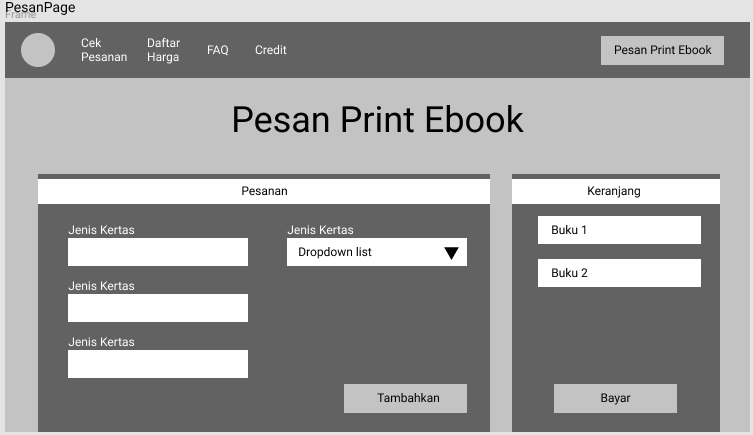 PesanPage
Frame
Cek
Pesanan
Daftar
Harga
FAQ
Credit
Pesan Print Ebook
Pesan Print Ebook
Pesanan
Jenis Kertas
Jenis Kertas
Dropdown list
Jenis Kertas
Jenis Kertas
Tambahkan
Keranjang
Buku 1
Buku 2
Bayar